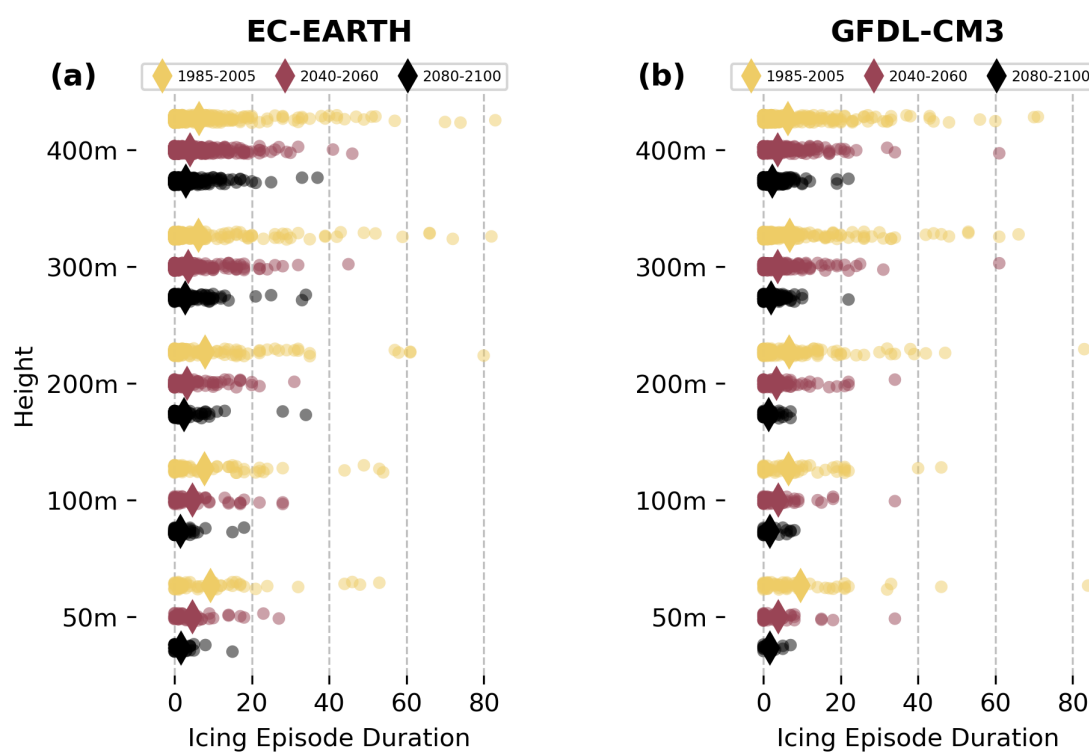 EC-EARTH
(a)
1985-2005 2040-2060 2080-2100
400m
300m
200m
100m
50m
Height
0 20 40 60 80
Icing Episode Duration
GFDL-CM3
(b)
1985-2005 2040-2060 2080-2100
400m
300m
200m
100m
50m
0 20 40 60 80
Icing Episode Duration